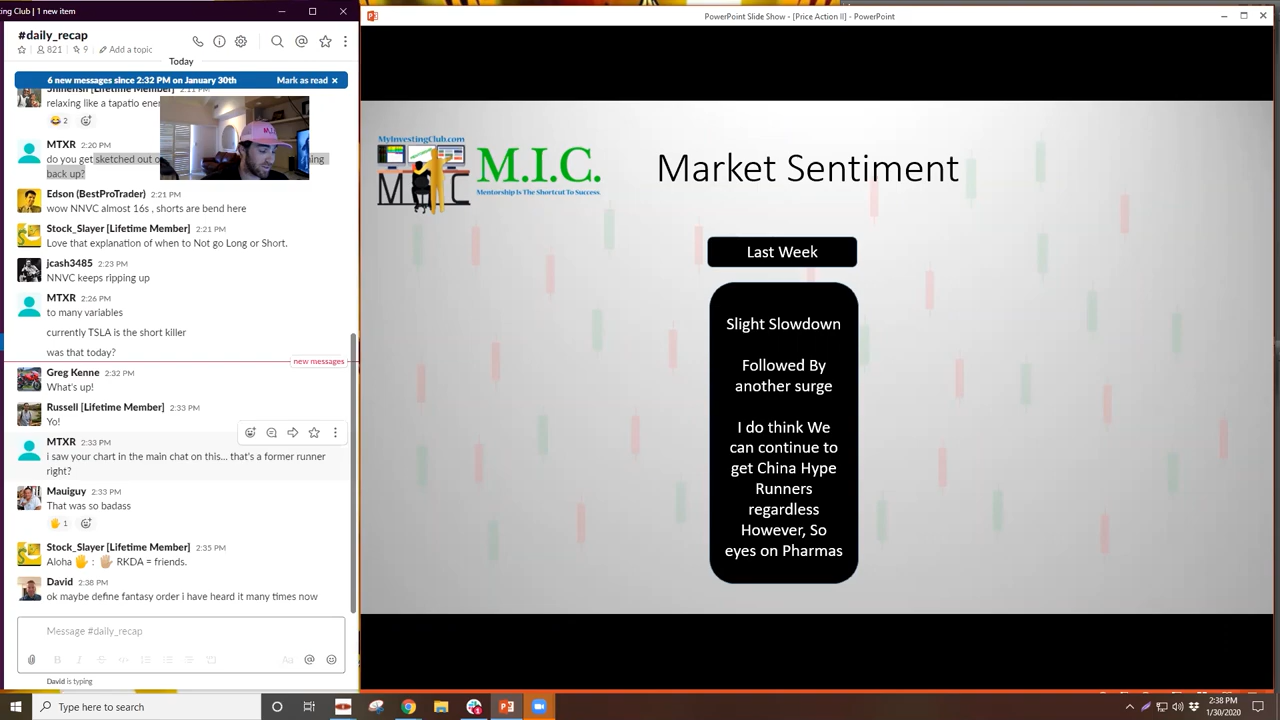 ing Club | 1 new item
#daily_recap
821
9
Add a topic
Today
6 new messages since 2:32 PM on January 30th
Mark as read ×
[Lifetime Member] 2:11 PM
relaxing like a tapatio
2
MTXR 2:20 PM
do you get sketched out
back up?
Edson (BestProTrader) 2:21 PM
wow NNVC almost 16s , shorts are bend here
Stock_Slayer [Lifetime Member] 2:21 PM
Love that explanation of when to Not go Long or Short.
Lash3485 2:23 PM
NNVC keeps ripping up
MTXR 2:26 PM
to many variables
currently TSLA is the short killer
was that today?
new messages
Greg Kenne 2:32 PM
What's up!
Russell [Lifetime Member] 2:33 PM
Yo!
MTXR 2:33 PM
i saw your chart in the main chat on this... that's a former runner
right?
Mauiguy 2:33 PM
That was so badass
1
Stock_Slayer [Lifetime Member] 2:35 PM
Aloha 🖐 : 🖐 RKDA = friends.
David 2:38 PM
ok maybe define fantasy order i have heard it many times now
Message #daily_recap
David is typing
PowerPoint Slide Show - [Price Action II] - PowerPoint
MyInvestingClub.com
MIC
M.I.C.
Mentorship Is The Shortcut To Success.
Market Sentiment
Last Week
Slight Slowdown
Followed By
another surge
I do think We
can continue to
get China Hype
Runners
regardless
However, So
eyes on Pharmas
Type here to search
2:38 PM
1/30/2020